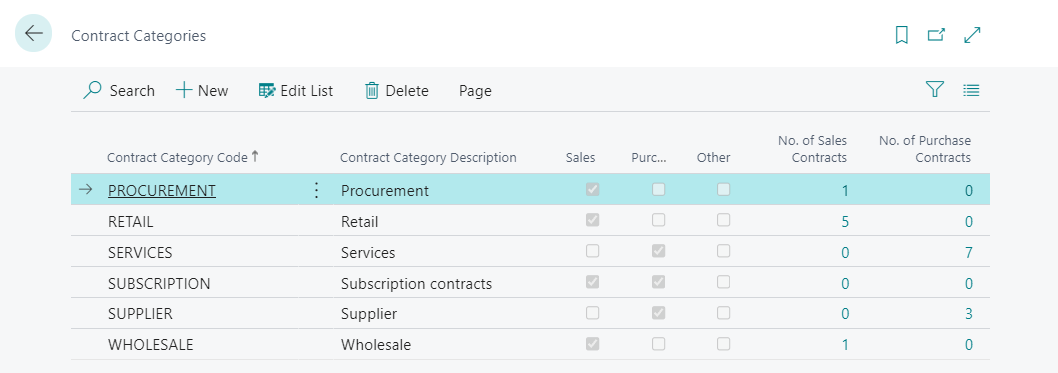 Contract Categories
Search New Edit List Delete Page
No. of Sales No. of Purchase
Contract Category Code Contract Category Description Sales Purc... Other Contracts Contracts
PROCUREMENT Procurement 1 0
RETAIL Retail 5 0
SERVICES Services 0 7
SUBSCRIPTION Subscription contracts 0 0
SUPPLIER Supplier 0 3
WHOLESALE Wholesale 1 0